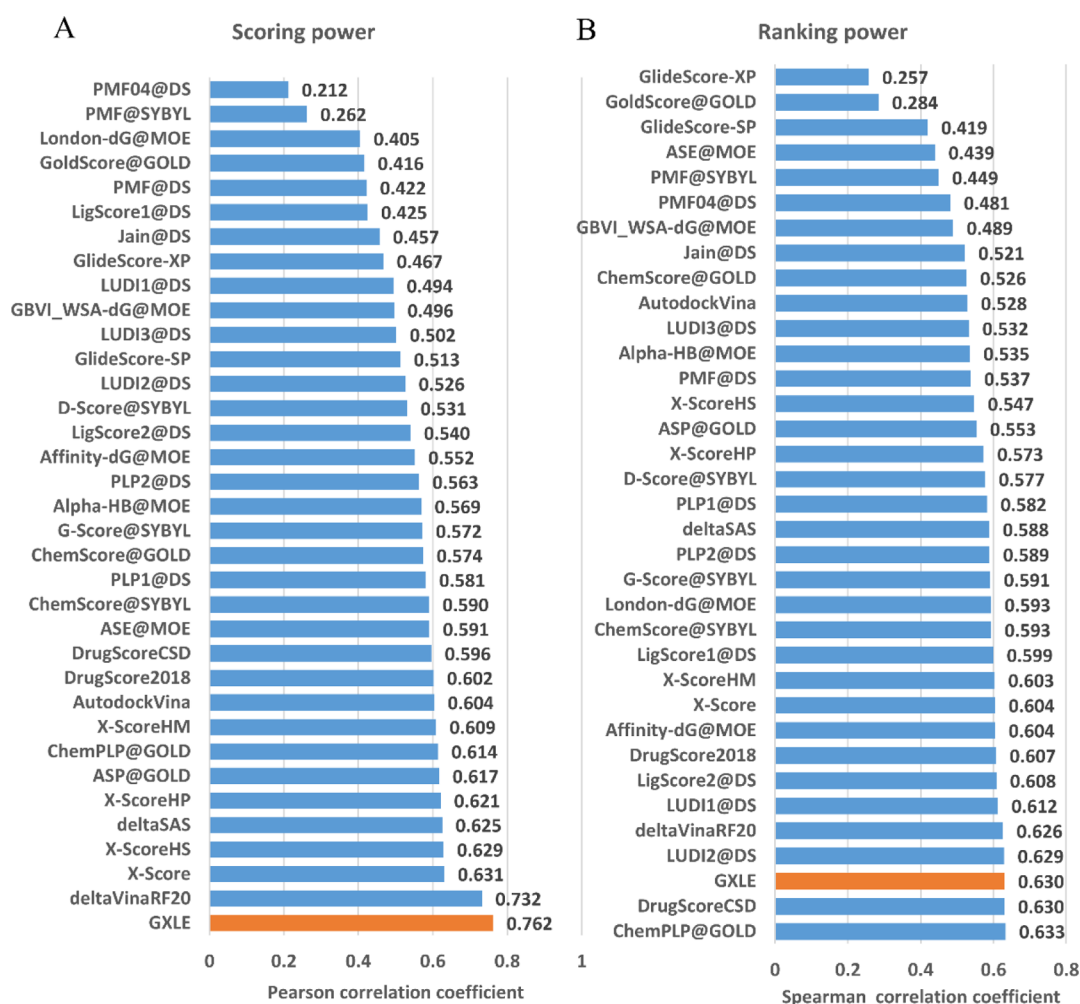 A
Scoring power
PMF04@DS 0.212
PMF@SYBYL 0.262
London-dG@MOE 0.405
GoldScore@GOLD 0.416
PMF@DS 0.422
LigScore1@DS 0.425
Jain@DS 0.457
GlideScore-XP 0.467
LUDI1@DS 0.494
GBVI_WSA-dG@MOE 0.496
LUDI3@DS 0.502
GlideScore-SP 0.513
LUDI2@DS 0.526
D-Score@SYBYL 0.531
LigScore2@DS 0.540
Affinity-dG@MOE 0.552
PLP2@DS 0.563
Alpha-HB@MOE 0.569
G-Score@SYBYL 0.572
ChemScore@GOLD 0.574
PLP1@DS 0.581
ChemScore@SYBYL 0.590
ASE@MOE 0.591
DrugScoreCSD 0.596
DrugScore2018 0.602
AutodockVina 0.604
X-ScoreHM 0.609
ChemPLP@GOLD 0.614
ASP@GOLD 0.617
X-ScoreHP 0.621
deltaSAS 0.625
X-ScoreHS 0.629
X-Score 0.631
deltaVinaRF20 0.732
GXLE 0.762
0 0.2 0.4 0.6 0.8 1
Pearson correlation coefficient
B
Ranking power
GlideScore-XP 0.257
GoldScore@GOLD 0.284
GlideScore-SP 0.419
ASE@MOE 0.439
PMF@SYBYL 0.449
PMF04@DS 0.481
GBVI_WSA-dG@MOE 0.489
Jain@DS 0.521
ChemScore@GOLD 0.526
AutodockVina 0.528
LUDI3@DS 0.532
Alpha-HB@MOE 0.535
PMF@DS 0.537
X-ScoreHS 0.547
ASP@GOLD 0.553
X-ScoreHP 0.573
D-Score@SYBYL 0.577
PLP1@DS 0.582
deltaSAS 0.588
PLP2@DS 0.589
G-Score@SYBYL 0.591
London-dG@MOE 0.593
ChemScore@SYBYL 0.593
LigScore1@DS 0.599
X-ScoreHM 0.603
X-Score 0.604
Affinity-dG@MOE 0.604
DrugScore2018 0.607
LigScore2@DS 0.608
LUDI1@DS 0.612
deltaVinaRF20 0.626
LUDI2@DS 0.629
GXLE 0.630
DrugScoreCSD 0.630
ChemPLP@GOLD 0.633
0 0.2 0.4 0.6 0.8
Spearman correlation coefficient